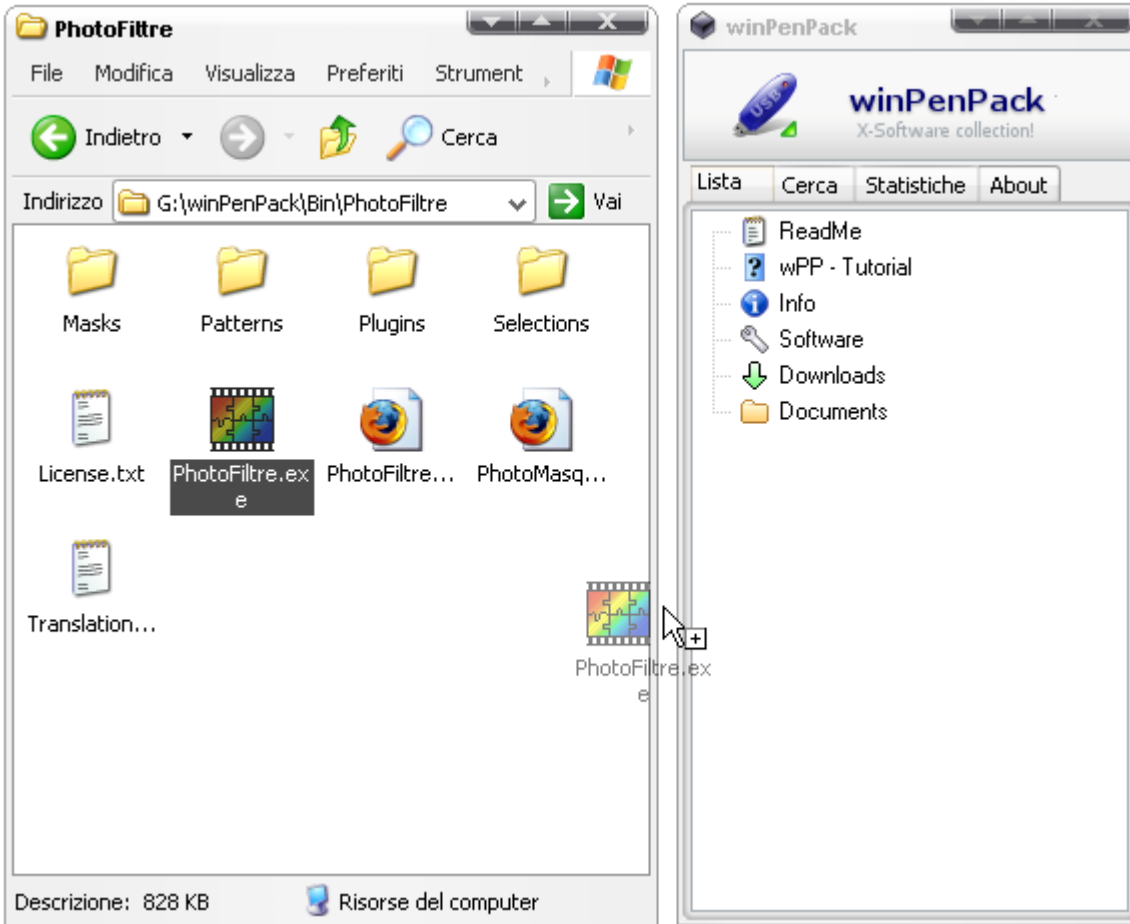 PhotoFiltre
File Modifica Visualizza Preferiti Strument
Indietro Cerca
Indirizzo G:\winPenPack\Bin\PhotoFiltre Vai
Masks Patterns Plugins Selections
License.txt PhotoFiltre.ex PhotoFiltre... PhotoMasq...
e
Translation...
PhotoFiltre.ex
e
Descrizione: 828 KB Risorse del computer
winPenPack
USB
winPenPack
X-Software collection!
Lista Cerca Statistiche About
ReadMe
wPP - Tutorial
Info
Software
Downloads
Documents